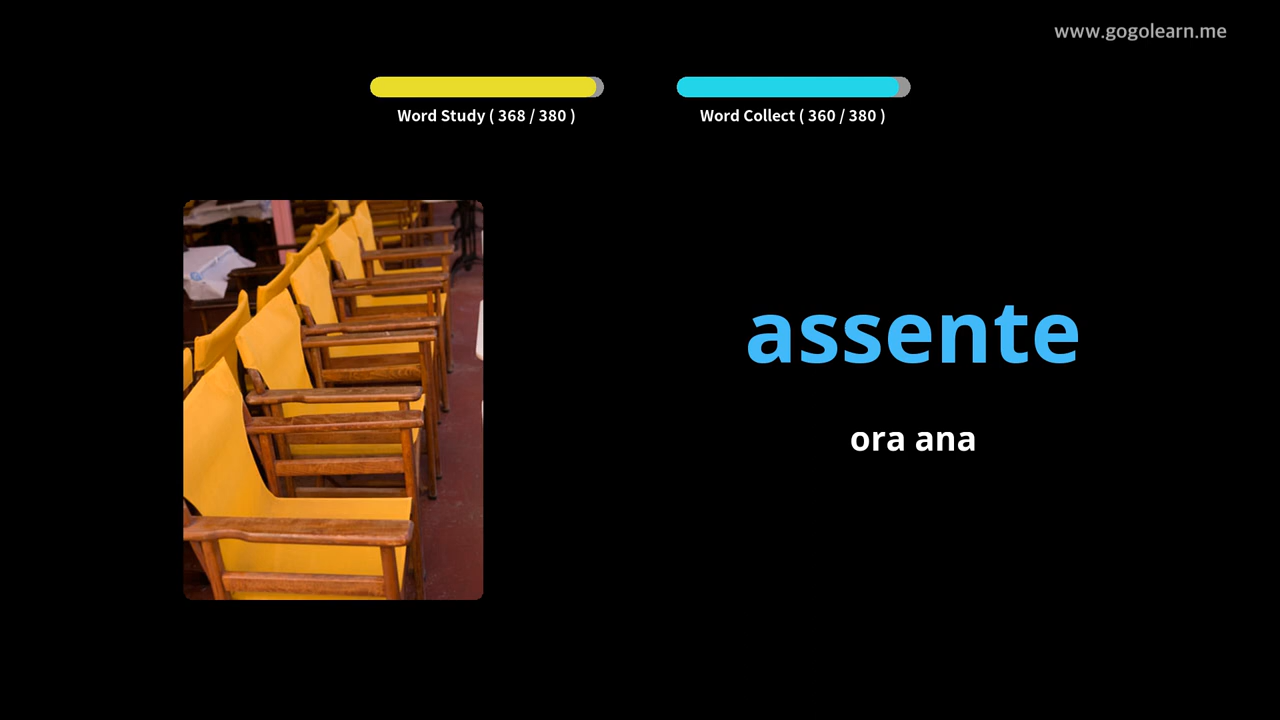 www.gogolearn.me
Word Study ( 368 / 380 )
Word Collect ( 360 / 380 )
assente
ora ana